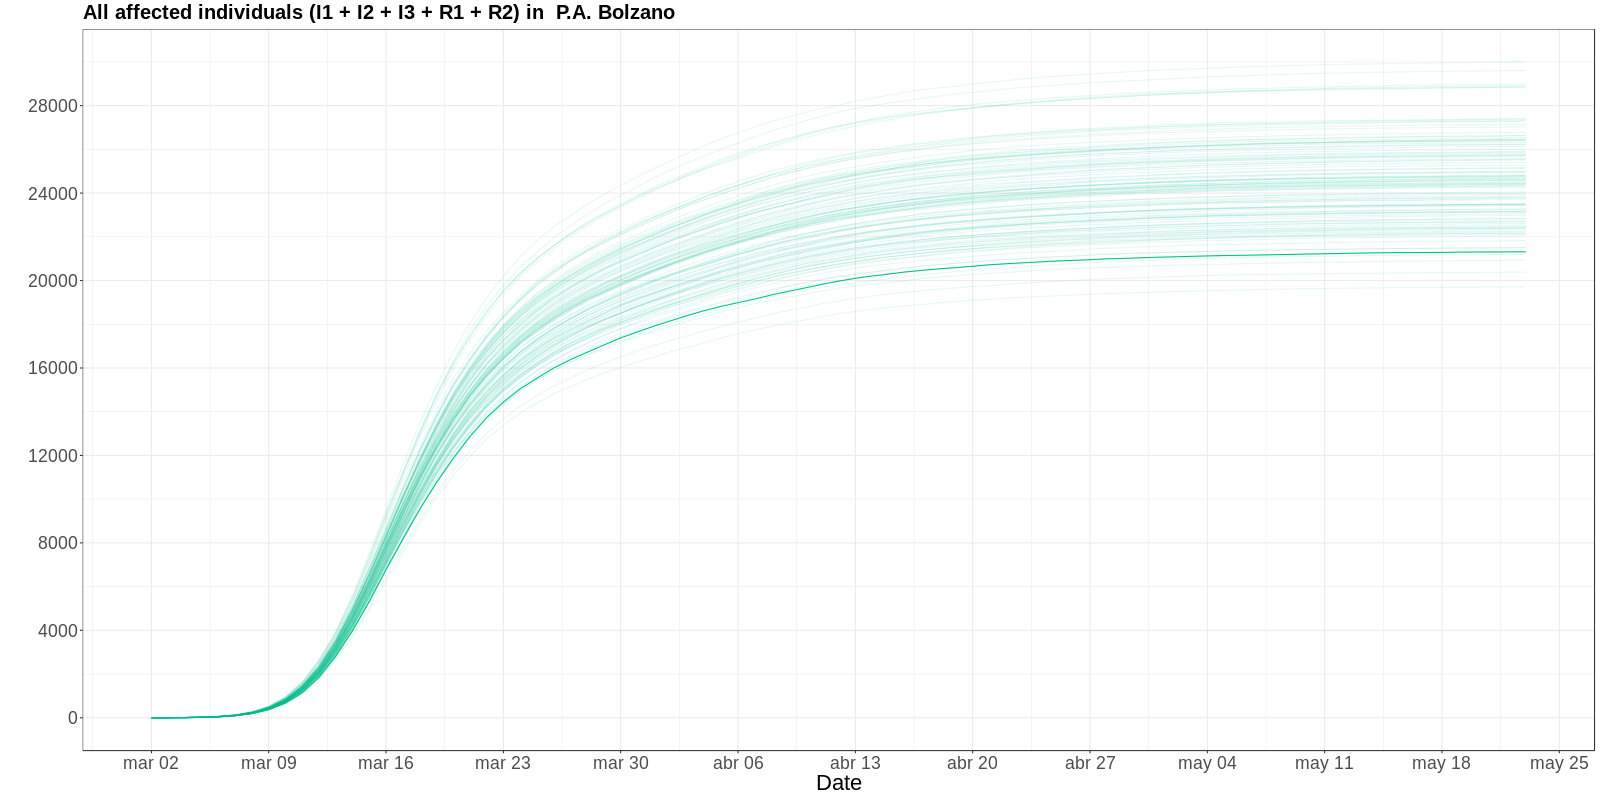 All affected individuals (I1 + I2 + I3 + R1 + R2) in  P.A. Bolzano
28000
24000
20000
16000
12000
8000
4000
0
mar 02 mar 09 mar 16 mar 23 mar 30 abr 06 abr 13 abr 20 abr 27 may 04 may 11 may 18 may 25
Date